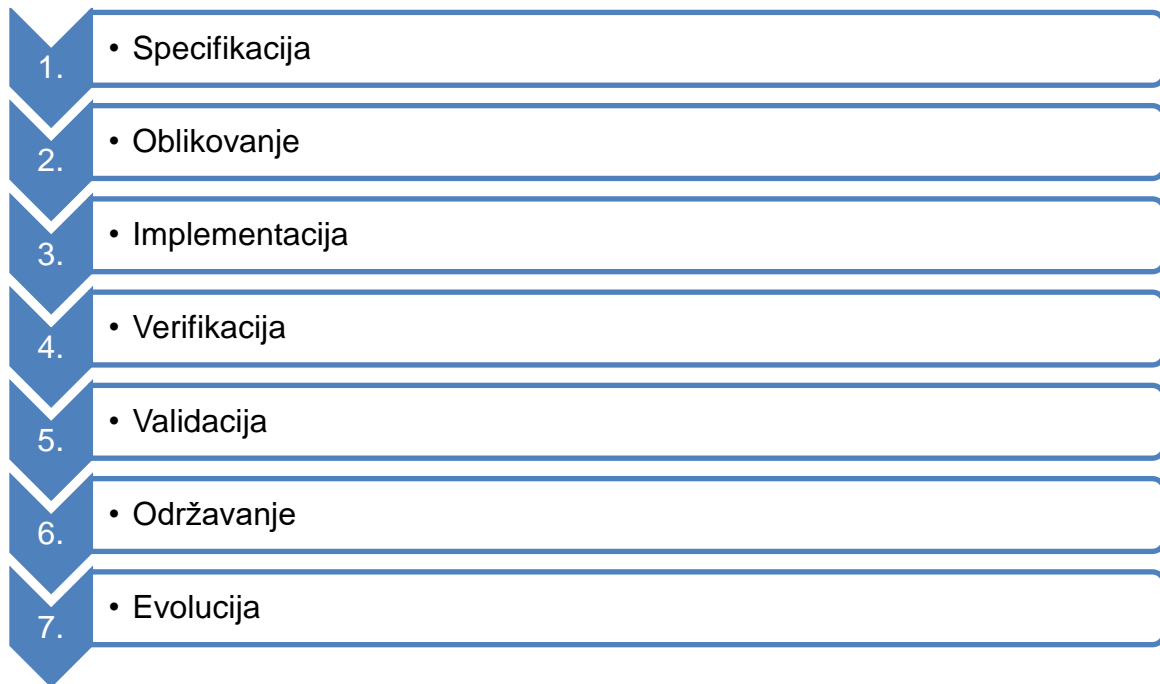 1. • Specifikacija
2. • Oblikovanje
3. • Implementacija
4. • Verifikacija
5. • Validacija
6. • Održavanje
7. • Evolucija